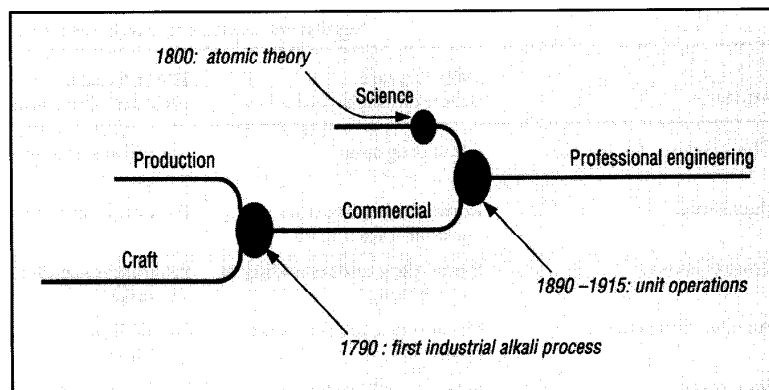 1800: atomic theory
Science
Production
Professional engineering
Commercial
Craft
1890 –1915: unit operations
1790 : first industrial alkali process